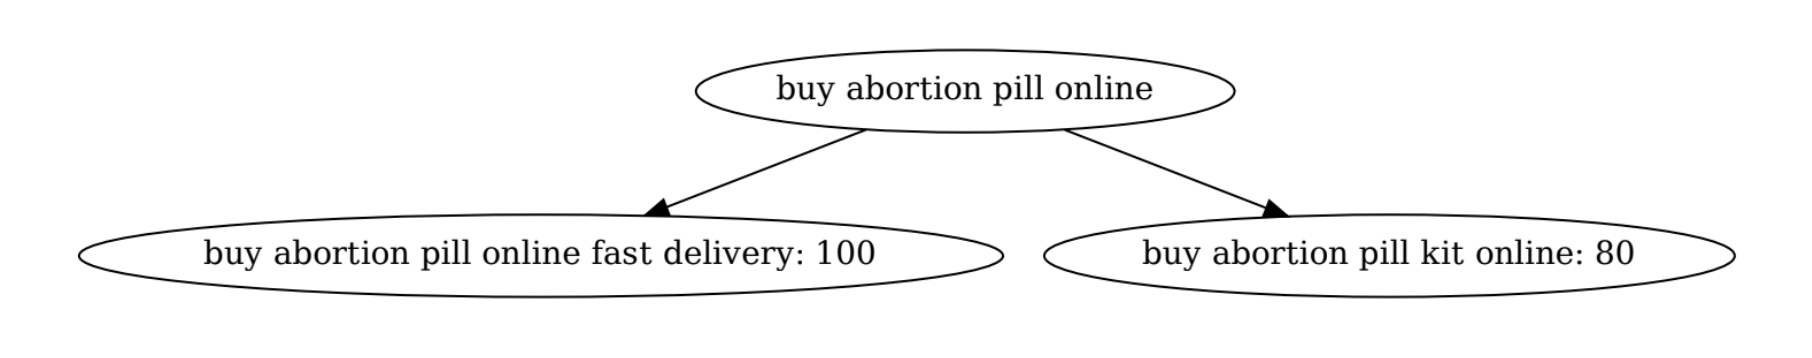 buy abortion pill online
buy abortion pill online fast delivery: 100
buy abortion pill kit online: 80